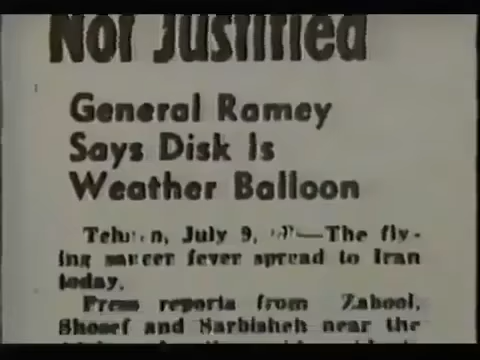 Not Justified
General Ramey
Says Disk Is
Weather Balloon
July 9, —The fly-
ing saucer fever spread to Iran
today.
Press reports from Zabool,
and near the